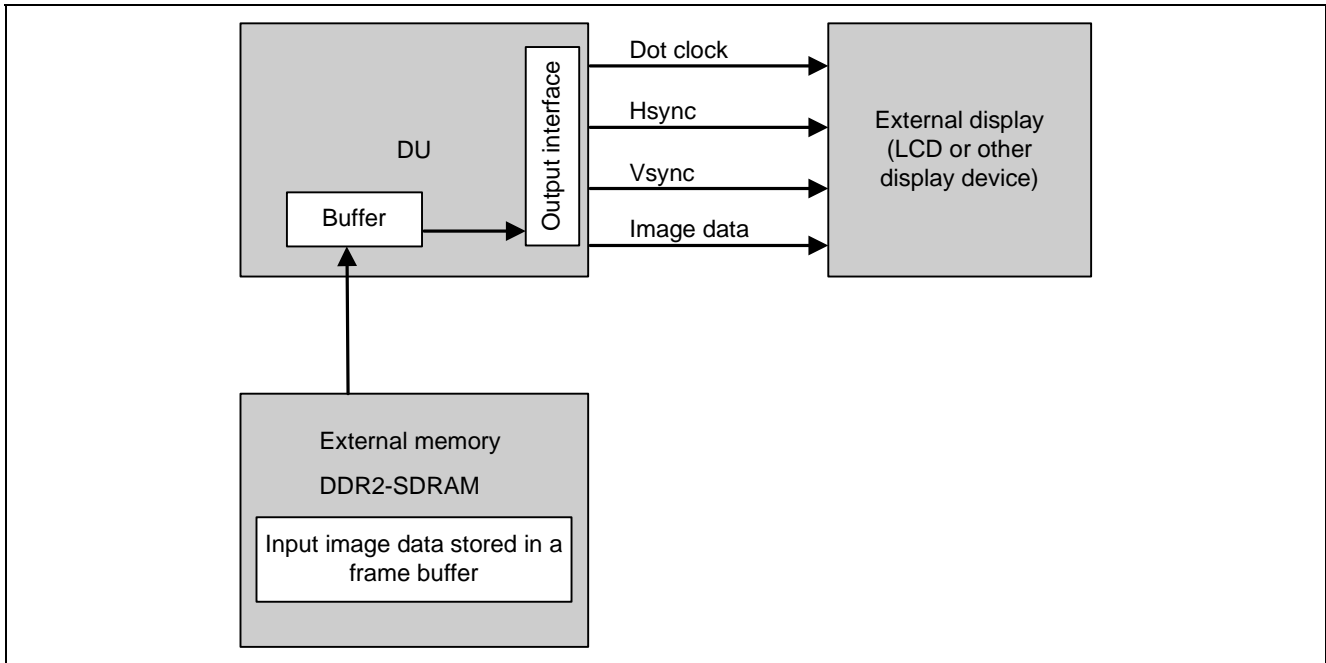 DU
Buffer
Output interface
Dot clock
Hsync
Vsync
Image data
External display
(LCD or other
display device)
External memory
DDR2-SDRAM
Input image data stored in a
frame buffer